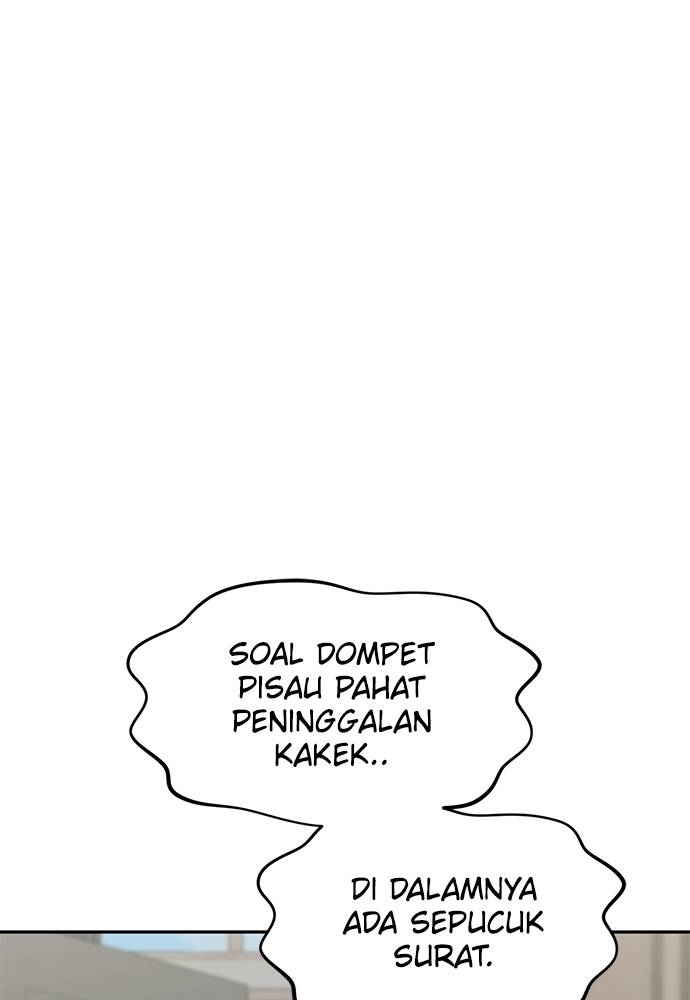 SOAL DOMPET
PISAU PAHAT
PENINGGALAN
KAKEK..
DI DALAMNYA
ADA SEPUCUK
SURAT.